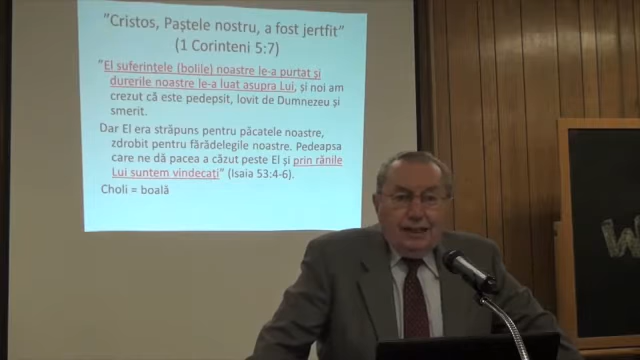 ”Cristos, Paștele nostru, a fost jertfit”
(1 Corinteni 5:7)
”El suferințele (bolile) noastre le-a purtat și
durerile noastre le-a luat asupra Lui, și noi am
crezut că este pedepsit, lovit de Dumnezeu și
smerit.
Dar El era străpuns pentru păcatele noastre,
zdrobit pentru fărădelegile noastre. Pedeapsa
care ne dă pacea a căzut peste El și prin rănile
Lui suntem vindecați” (Isaia 53:4-6).
Choli = boală